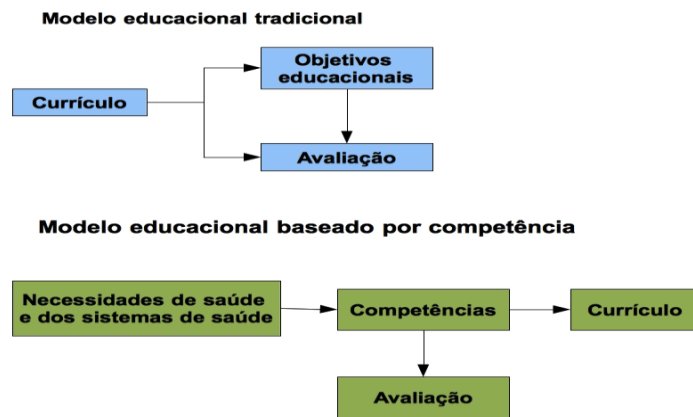 Modelo educacional tradicional
Objetivos
educacionais
Currículo
Avaliação
Modelo educacional baseado por competência
Necessidades de saúde
e dos sistemas de saúde
Competências
Currículo
Avaliação